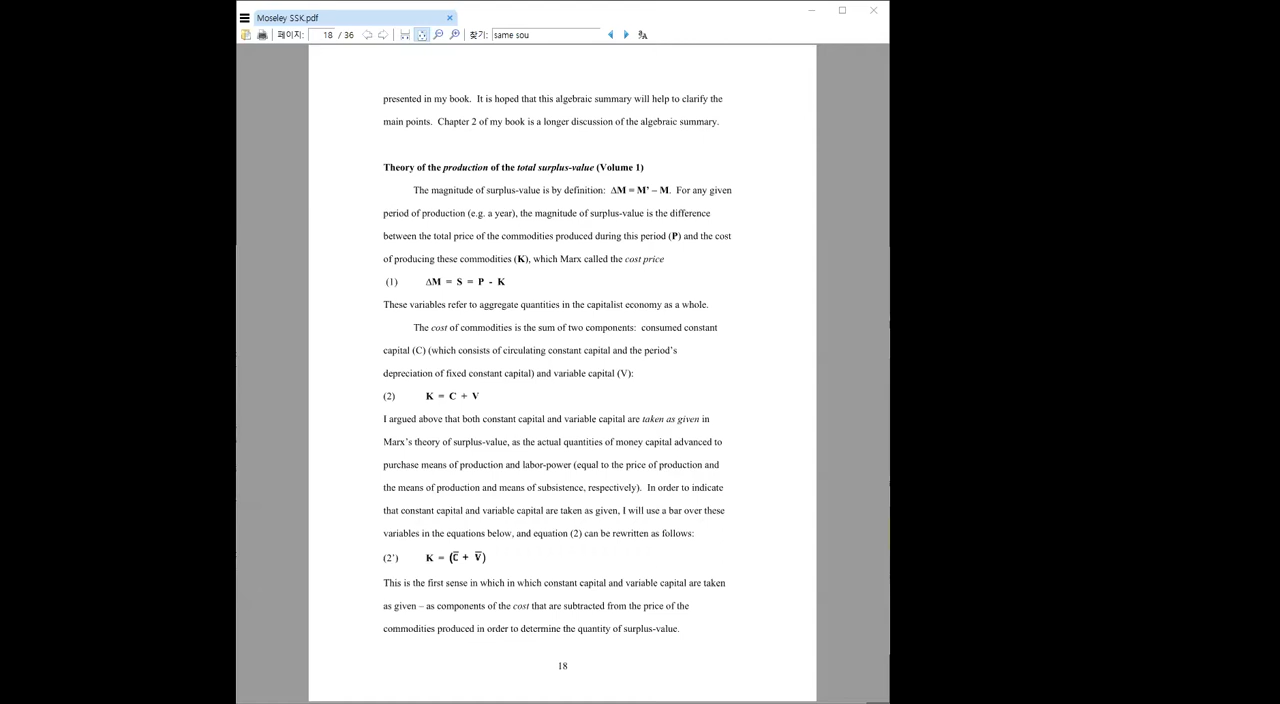 Moseley SSK.pdf
페이지: 18 / 36 찾기: same sou
presented in my book. It is hoped that this algebraic summary will help to clarify the
main points. Chapter 2 of my book is a longer discussion of the algebraic summary.
Theory of the production of the total surplus-value (Volume 1)
The magnitude of surplus-value is by definition: ΔM = M' – M. For any given
period of production (e.g. a year), the magnitude of surplus-value is the difference
between the total price of the commodities produced during this period (P) and the cost
of producing these commodities (K), which Marx called the cost price
(1) ΔM = S = P - K
These variables refer to aggregate quantities in the capitalist economy as a whole.
The cost of commodities is the sum of two components: consumed constant
capital (C) (which consists of circulating constant capital and the period's
depreciation of fixed constant capital) and variable capital (V):
(2) K = C + V
I argued above that both constant capital and variable capital are taken as given in
Marx's theory of surplus-value, as the actual quantities of money capital advanced to
purchase means of production and labor-power (equal to the price of production and
the means of production and means of subsistence, respectively). In order to indicate
that constant capital and variable capital are taken as given, I will use a bar over these
variables in the equations below, and equation (2) can be rewritten as follows:
(2') K = (C̅ + V̅)
This is the first sense in which in which constant capital and variable capital are taken
as given – as components of the cost that are subtracted from the price of the
commodities produced in order to determine the quantity of surplus-value.
18